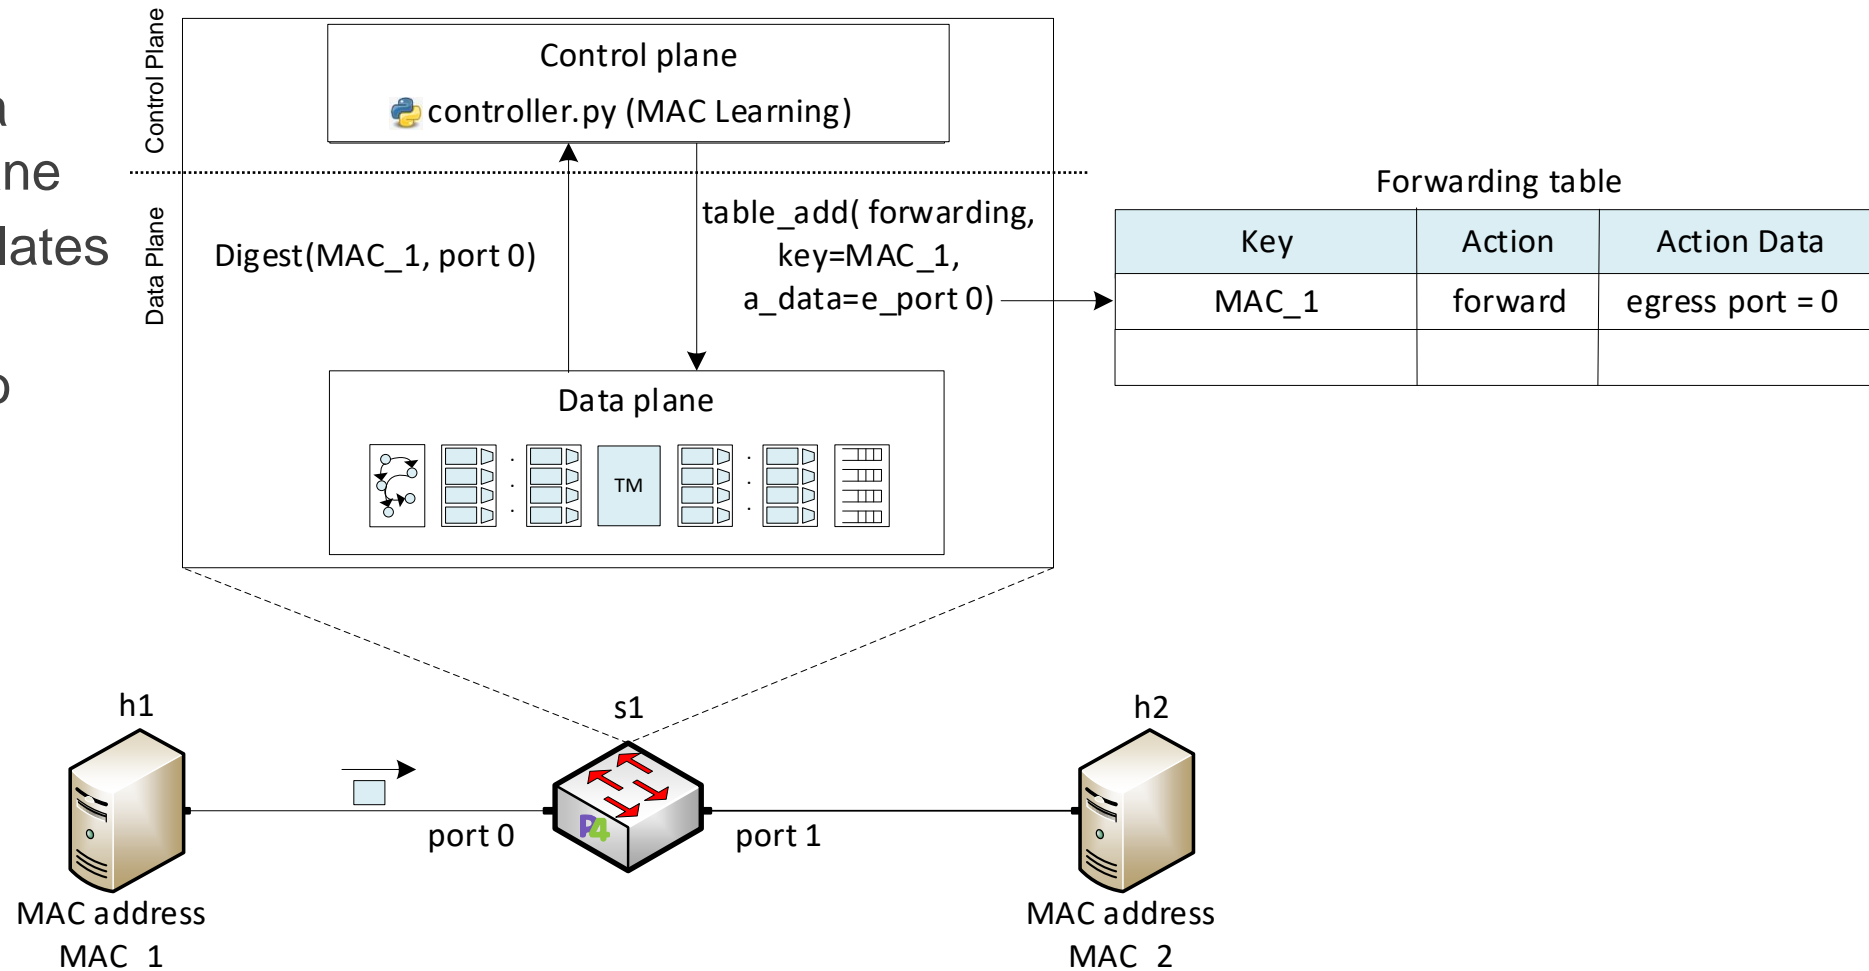 Control Plane
Control plane
controller.py (MAC Learning)
Data Plane
Digest(MAC_1, port 0)
table_add( forwarding,
key=MAC_1,
a_data=e_port 0)
Forwarding table
Key Action Action Data
MAC_1 forward egress port = 0
Data plane
TM
h1
s1
h2
port 0
P4
port 1
MAC address
MAC_1
MAC address
MAC_2